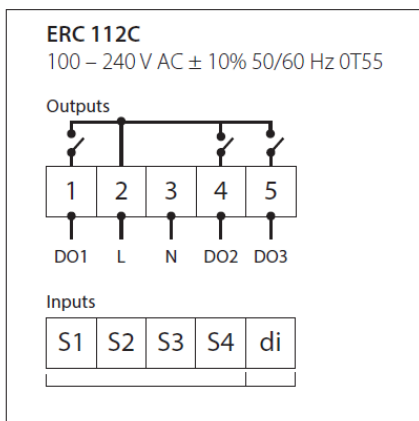 ERC 112C
100 – 240 V AC ± 10% 50/60 Hz 0T55
Outputs
1 2 3 4 5
DO1 L N DO2 DO3
Inputs
S1 S2 S3 S4 di